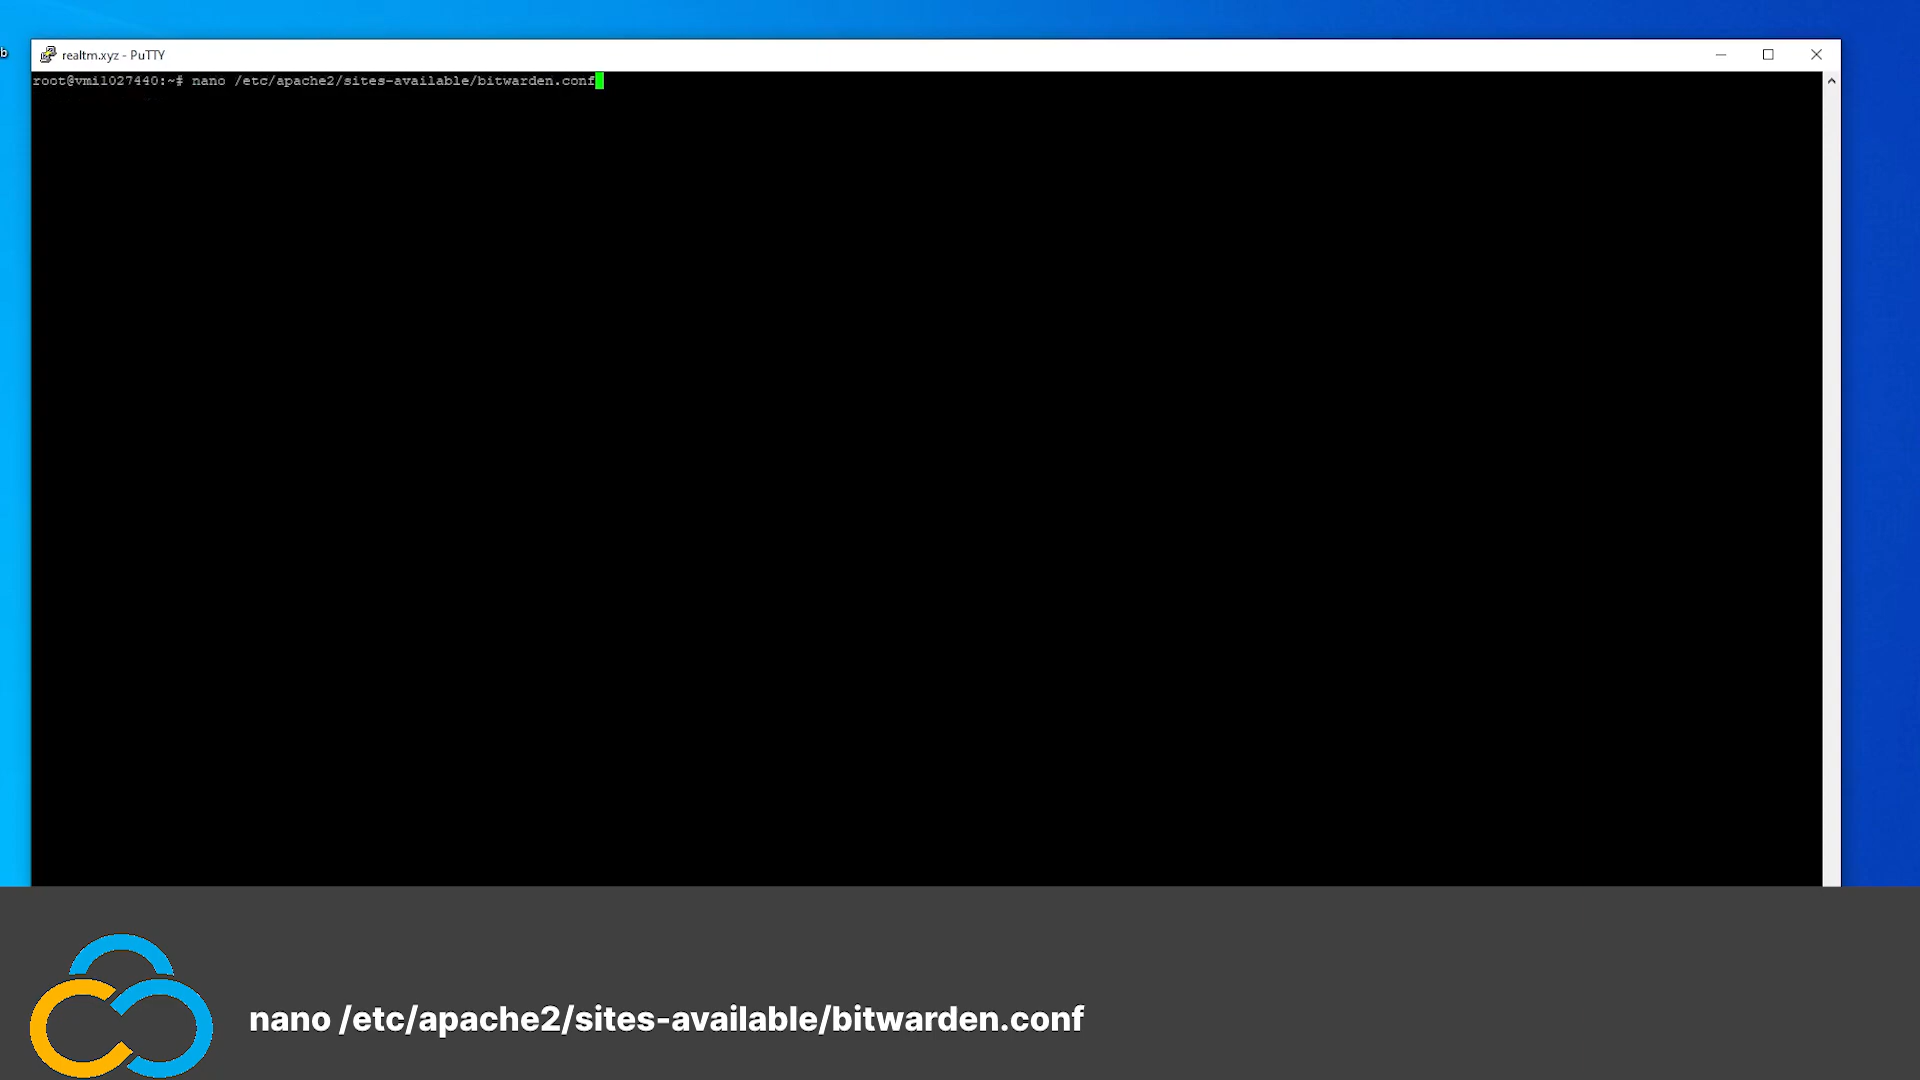 b
realtm.xyz - PuTTY
root@vmi1027440:~# nano /etc/apache2/sites-available/bitwarden.conf
nano /etc/apache2/sites-available/bitwarden.conf